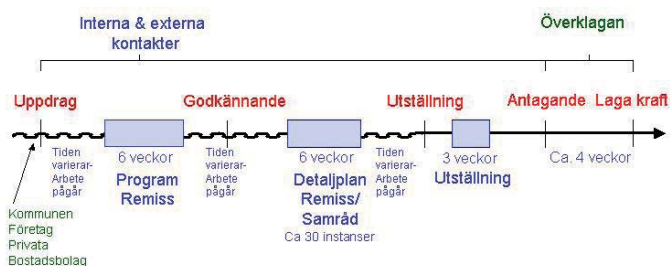 Interna & externa
kontakter
Överklagan
Uppdrag
Godkännande
Utställning
Antagande
Laga kraft
Tiden
varierar-
Arbete
pågår
6 veckor
Program
Remiss
Tiden
varierar-
Arbete
pågår
6 veckor
Detaljplan
Remiss/
Samråd
Ca 30 instanser
Tiden
varierar-
Arbete
pågår
3 veckor
Utställning
Ca. 4 veckor
Kommunen
Företag
Privata
Bostadsbolag